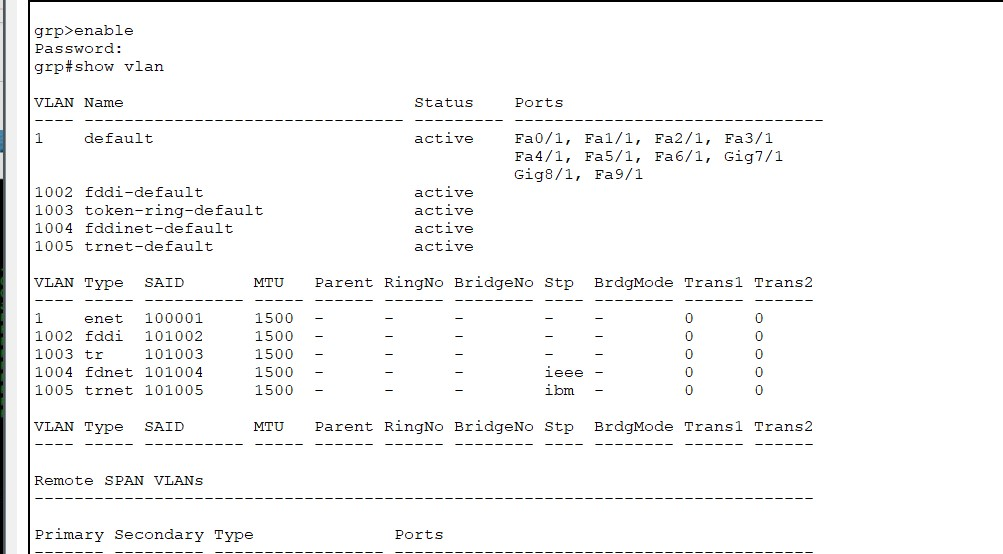 grp>enable
Password:
grp#show vlan
VLAN Name                             Status    Ports
---- -------------------------------- --------- -------------------------------
1    default                          active    Fa0/1, Fa1/1, Fa2/1, Fa3/1
                                                Fa4/1, Fa5/1, Fa6/1, Gig7/1
                                                Gig8/1, Fa9/1
1002 fddi-default                     active
1003 token-ring-default               active
1004 fddinet-default                  active
1005 trnet-default                    active
VLAN Type  SAID       MTU   Parent RingNo BridgeNo Stp  BrdgMode Trans1 Trans2
---- ----- ---------- ----- ------ ------ -------- ---- -------- ------ ------
1    enet  100001     1500  -      -      -        -    -        0      0
1002 fddi  101002     1500  -      -      -        -    -        0      0
1003 tr    101003     1500  -      -      -        -    -        0      0
1004 fdnet 101004     1500  -      -      -        ieee -        0      0
1005 trnet 101005     1500  -      -      -        ibm  -        0      0
VLAN Type  SAID       MTU   Parent RingNo BridgeNo Stp  BrdgMode Trans1 Trans2
---- ----- ---------- ----- ------ ------ -------- ---- -------- ------ ------
Remote SPAN VLANs
------------------------------------------------------------------------------
Primary Secondary Type              Ports
------- --------- ----------------- ------------------------------------------